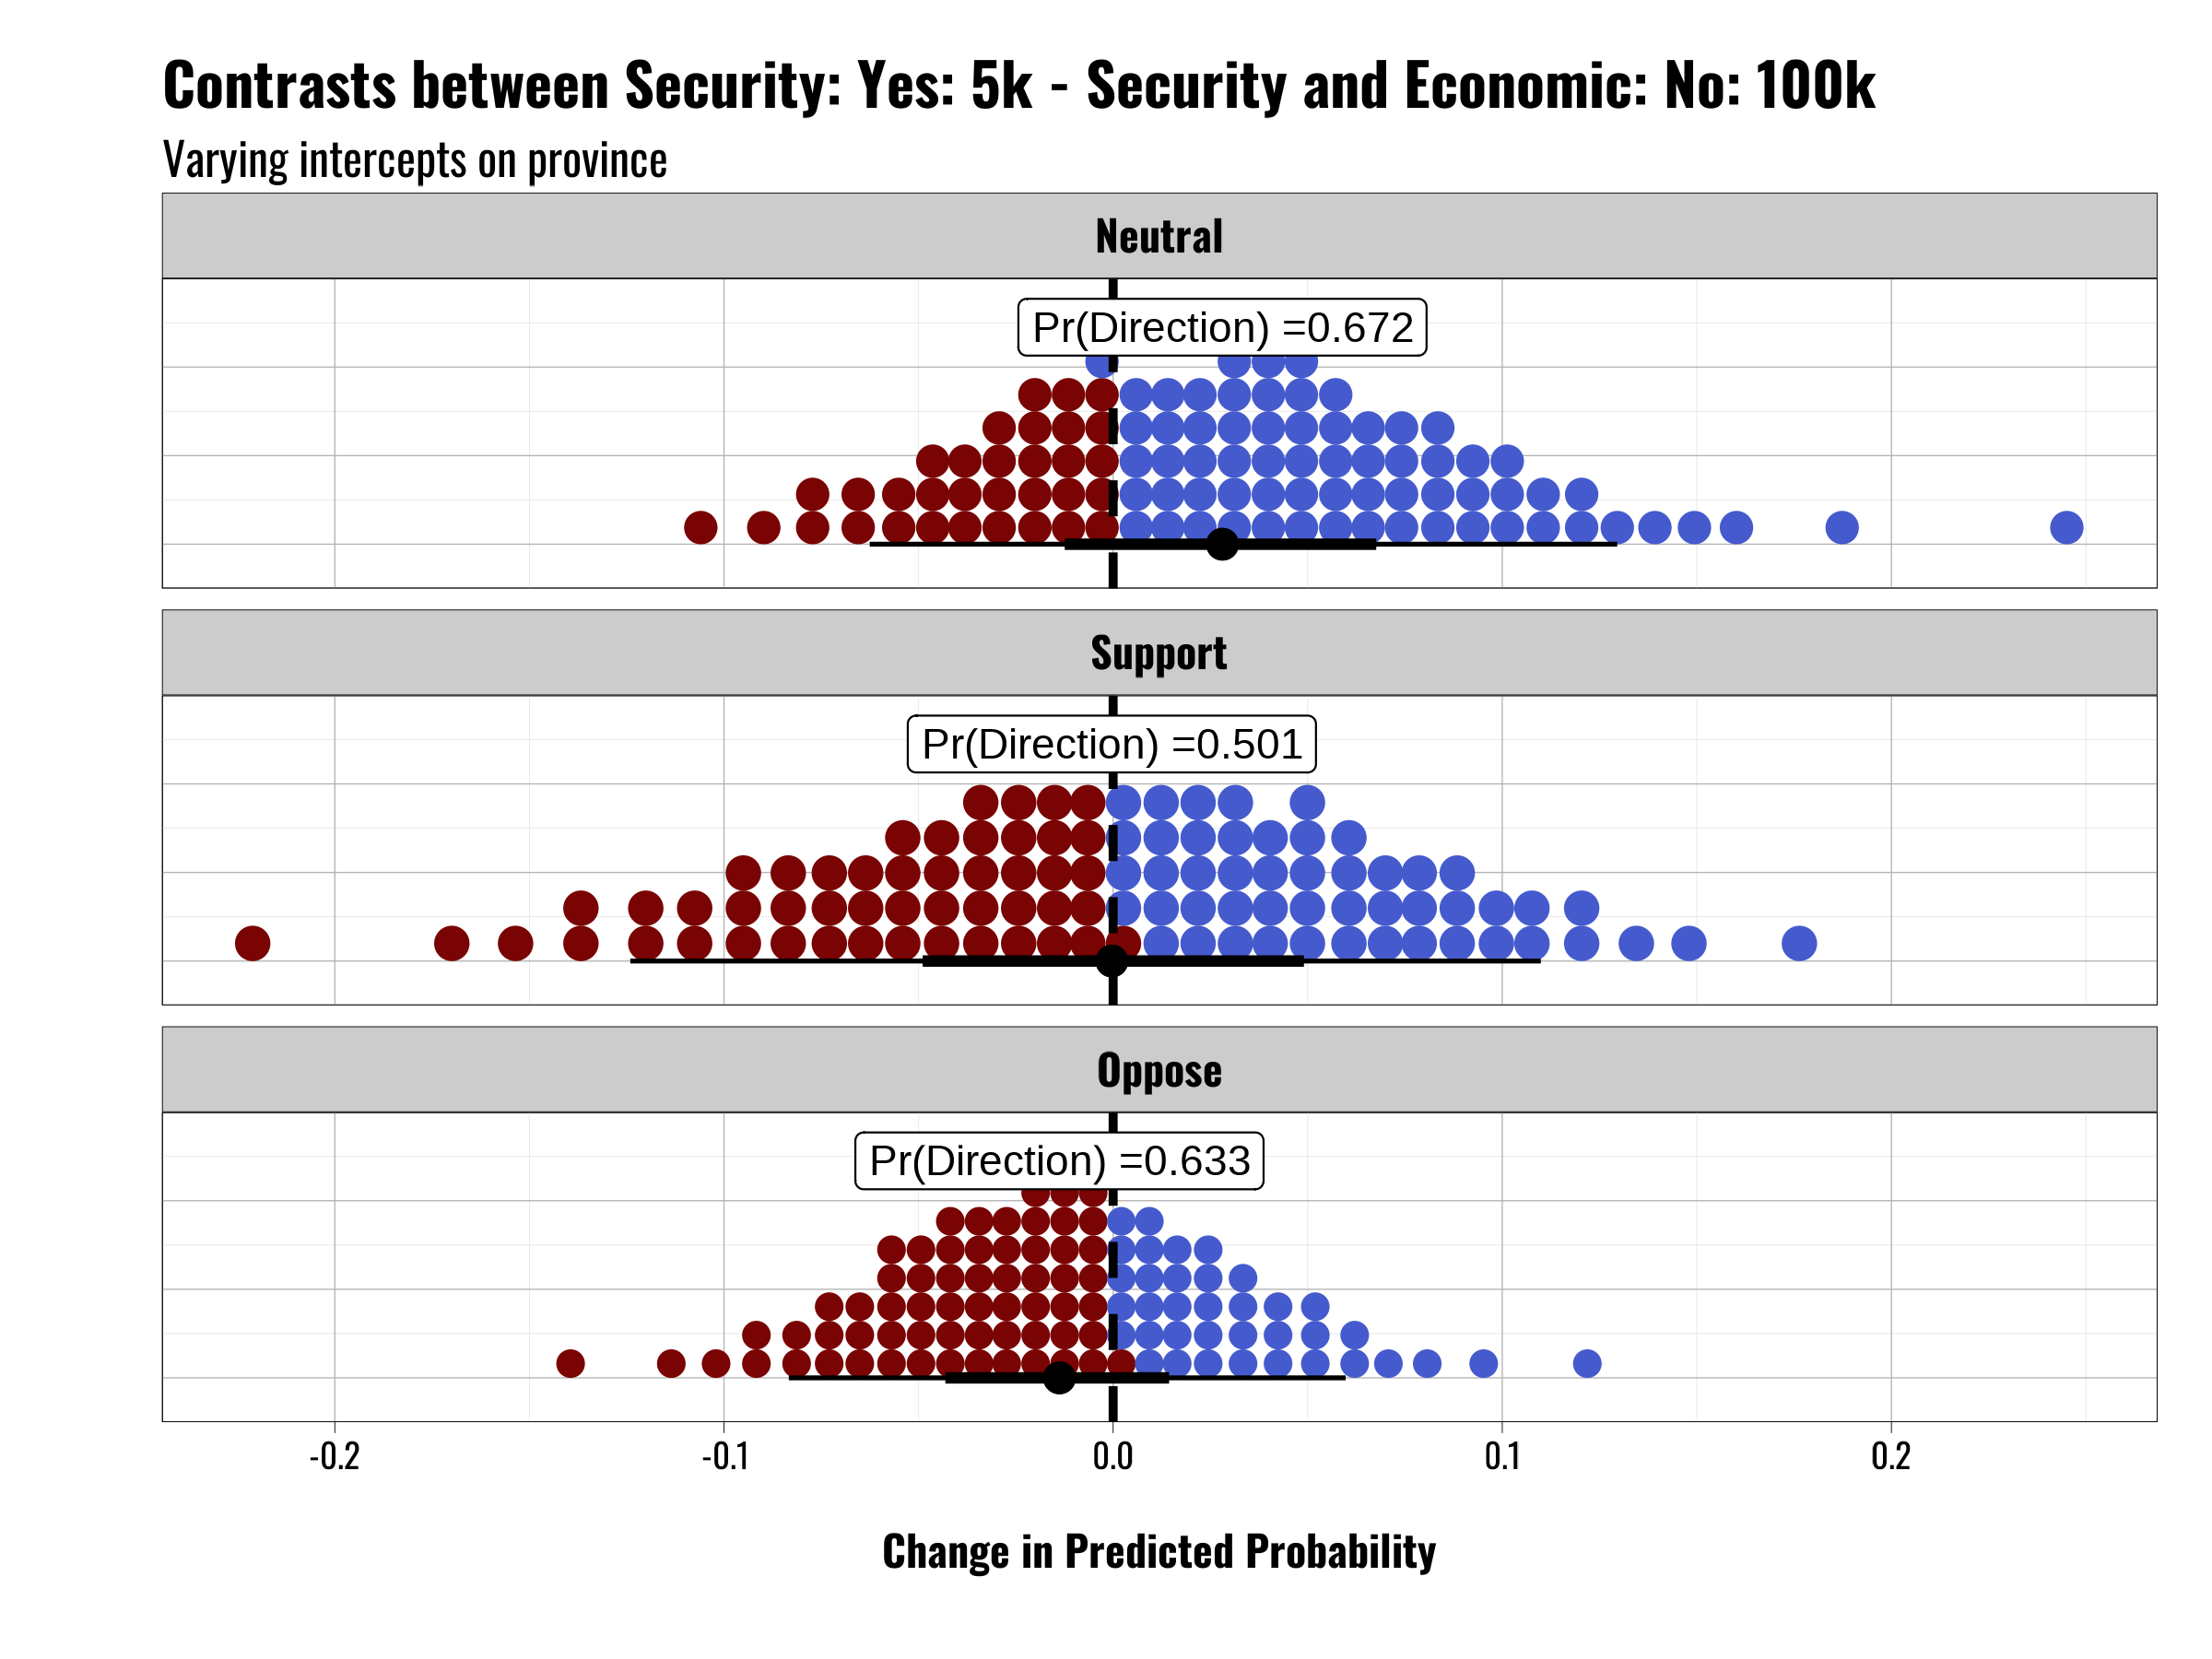 Contrasts between Security: Yes: 5k - Security and Economic: No: 100k
Varying intercepts on province
Neutral
Pr(Direction) =0.672
Support
Pr(Direction) =0.501
Oppose
Pr(Direction) =0.633
-0.2 -0.1 0.0 0.1 0.2
Change in Predicted Probability